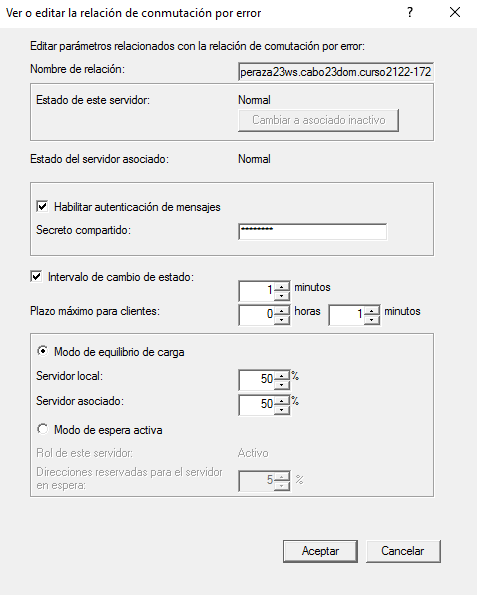 Ver o editar la relación de conmutación por error
?
Editar parámetros relacionados con la relación de comutación por error:
Nombre de relación: peraza23ws.cabo23dom.curso2122-172
Estado de este servidor: Normal
Cambiar a asociado inactivo
Estado del servidor asociado: Normal
Habilitar autenticación de mensajes
Secreto compartido: ********
Intervalo de cambio de estado:
1 minutos
Plazo máximo para clientes: 0 horas 1 minutos
Modo de equilibrio de carga
Servidor local: 50 %
Servidor asociado: 50 %
Modo de espera activa
Rol de este servidor: Activo
Direcciones reservadas para el servidor
en espera: 5 %
Aceptar Cancelar